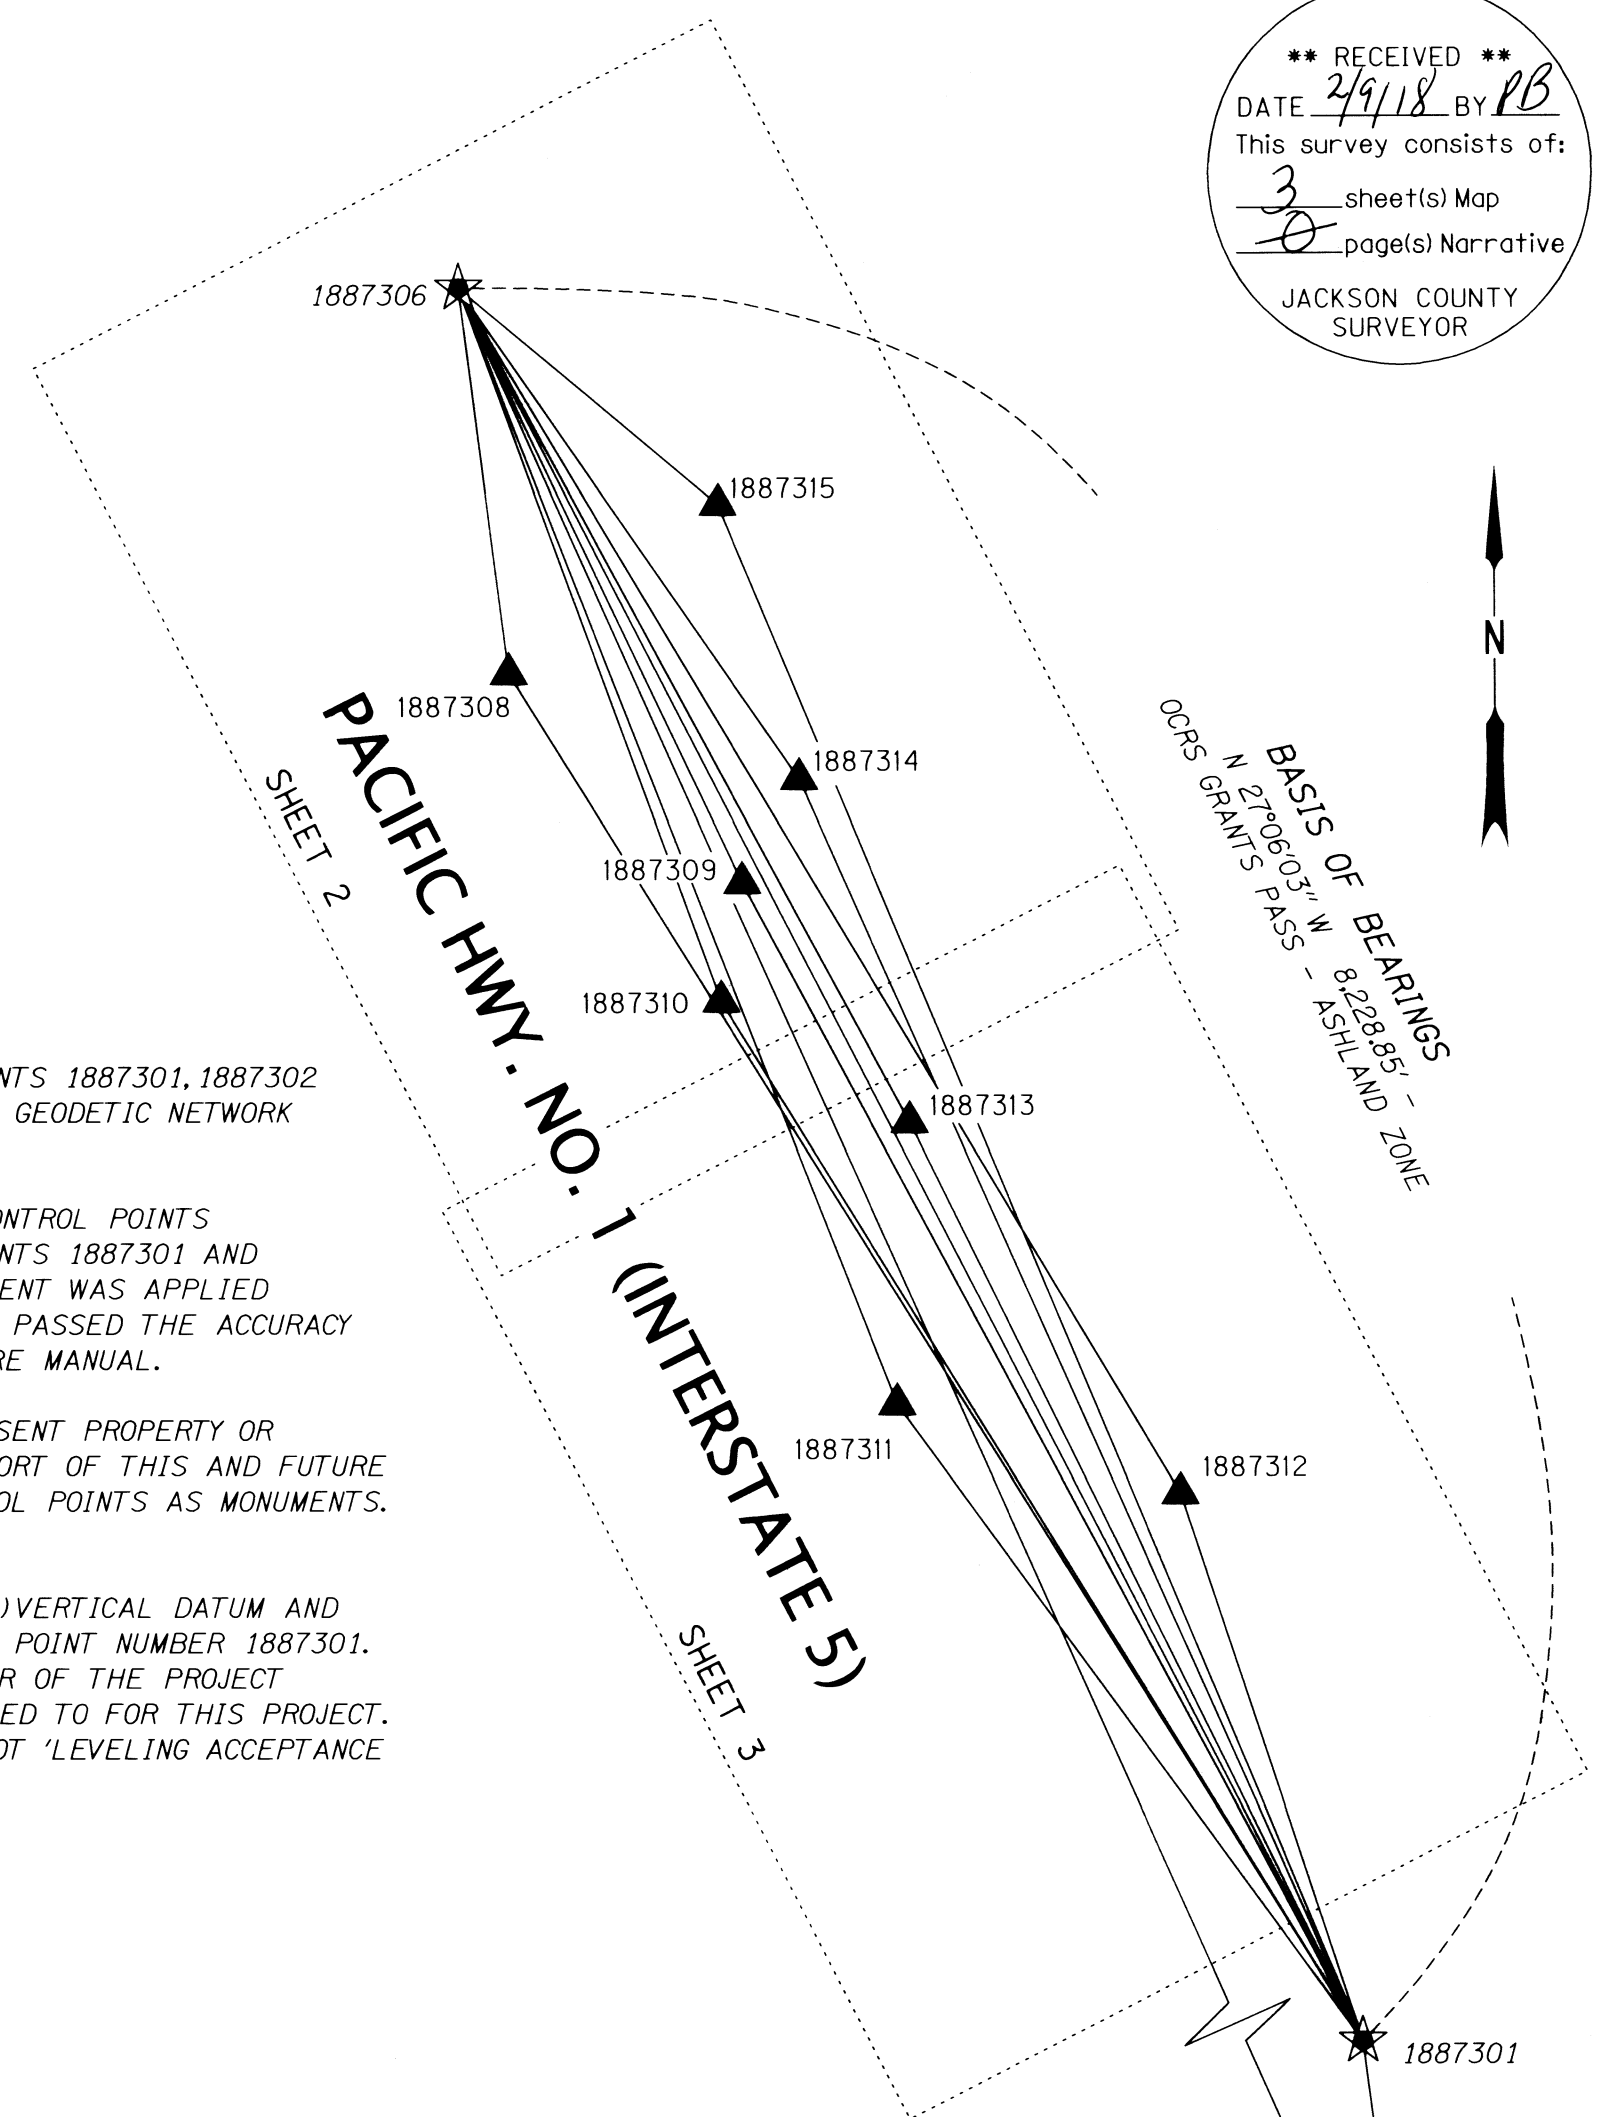 ** RECEIVED **
DATE 2/9/18 BY PB
This survey consists of:
3 sheet(s) Map
0 page(s) Narrative
JACKSON COUNTY
SURVEYOR
1887306
1887315
1887308
1887314
1887309
1887310
1887313
1887311
1887312
1887301
N
BASIS OF BEARINGS
N 27°06'03" W 8,228.85' -
OCRS GRANTS PASS - ASHLAND ZONE
PACIFIC HWY. NO. 1 (INTERSTATE 5)
SHEET 2
SHEET 3
NTS 1887301, 1887302
GEODETIC NETWORK
ONTROL POINTS
NTS 1887301 AND
ENT WAS APPLIED
PASSED THE ACCURACY
RE MANUAL.
SENT PROPERTY OR
ORT OF THIS AND FUTURE
OL POINTS AS MONUMENTS.
) VERTICAL DATUM AND
POINT NUMBER 1887301.
R OF THE PROJECT
ED TO FOR THIS PROJECT.
OT 'LEVELING ACCEPTANCE